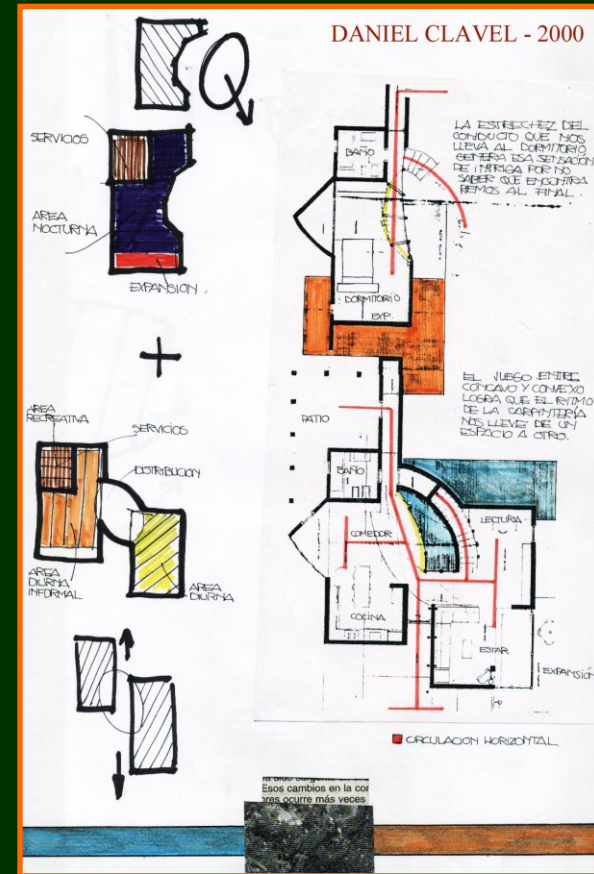 DANIEL CLAVEL - 2000
SERVICIOS
AREA
NOCTURNA
EXPANSION
BAÑO
DORMITORIO
EXP.
LA ESTRECHEZ DEL
CONDUCTO QUE NOS
LLEVA AL DORMITORIO
GENERA ESA SENSACION
DE INTRIGA POR NO
SABER QUE ENCONTRA
REMOS AL FINAL.
AREA
RECREATIVA
SERVICIOS
DISTRIBUCION
AREA
DIURNA
INFORMAL
AREA
DIURNA
PATIO
BAÑO
COMEDOR
COCINA
LECTURA
ESTAR
EXPANSIÓN
EL JUEGO ENTRE
CONCAVO Y CONVEXO
LOGRA QUE EL RITMO
DE LA CARPINTERÍA
NOS LLEVE DE UN
ESPACIO A OTRO.
CIRCULACION HORIZONTAL
Esos cambios en la cor
ocurre más veces